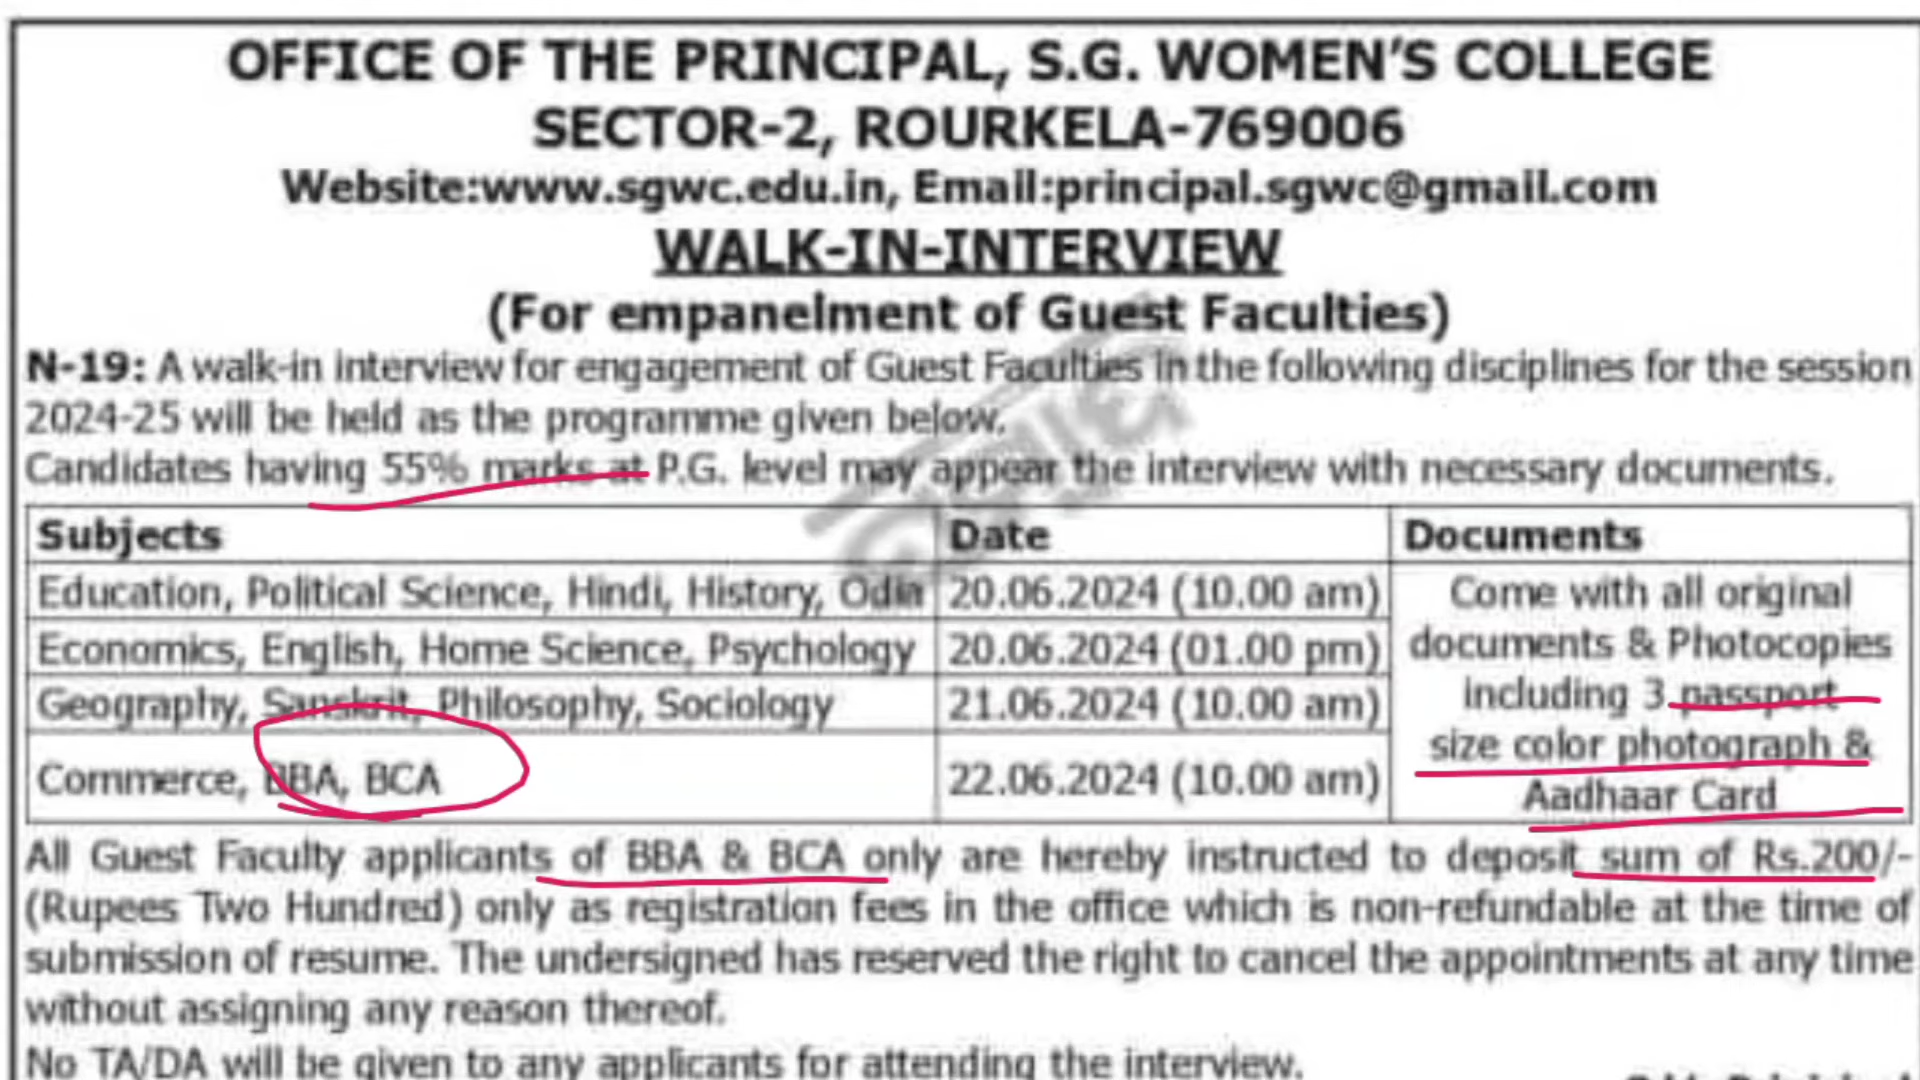 OFFICE OF THE PRINCIPAL, S.G. WOMEN'S COLLEGE
SECTOR-2, ROURKELA-769006
Website:www.sgwc.edu.in, Email:principal.sgwc@gmail.com
WALK-IN-INTERVIEW
(For empanelment of Guest Faculties)
N-19: A walk-in interview for engagement of Guest Faculties in the following disciplines for the session
2024-25 will be held as the programme given below.
Candidates having 55% marks at P.G. level may appear the interview with necessary documents.
Subjects Date Documents
Education, Political Science, Hindi, History, Odia 20.06.2024 (10.00 am)
Economics, English, Home Science, Psychology 20.06.2024 (01.00 pm)
Geography, Sanskrit, Philosophy, Sociology 21.06.2024 (10.00 am)
Commerce, BBA, BCA 22.06.2024 (10.00 am)
Come with all original
documents & Photocopies
including 3 passport
size color photograph &
Aadhaar Card
All Guest Faculty applicants of BBA & BCA only are hereby instructed to deposit sum of Rs.200/-
(Rupees Two Hundred) only as registration fees in the office which is non-refundable at the time of
submission of resume. The undersigned has reserved the right to cancel the appointments at any time
without assigning any reason thereof.
No TA/DA will be given to any applicants for attending the interview.